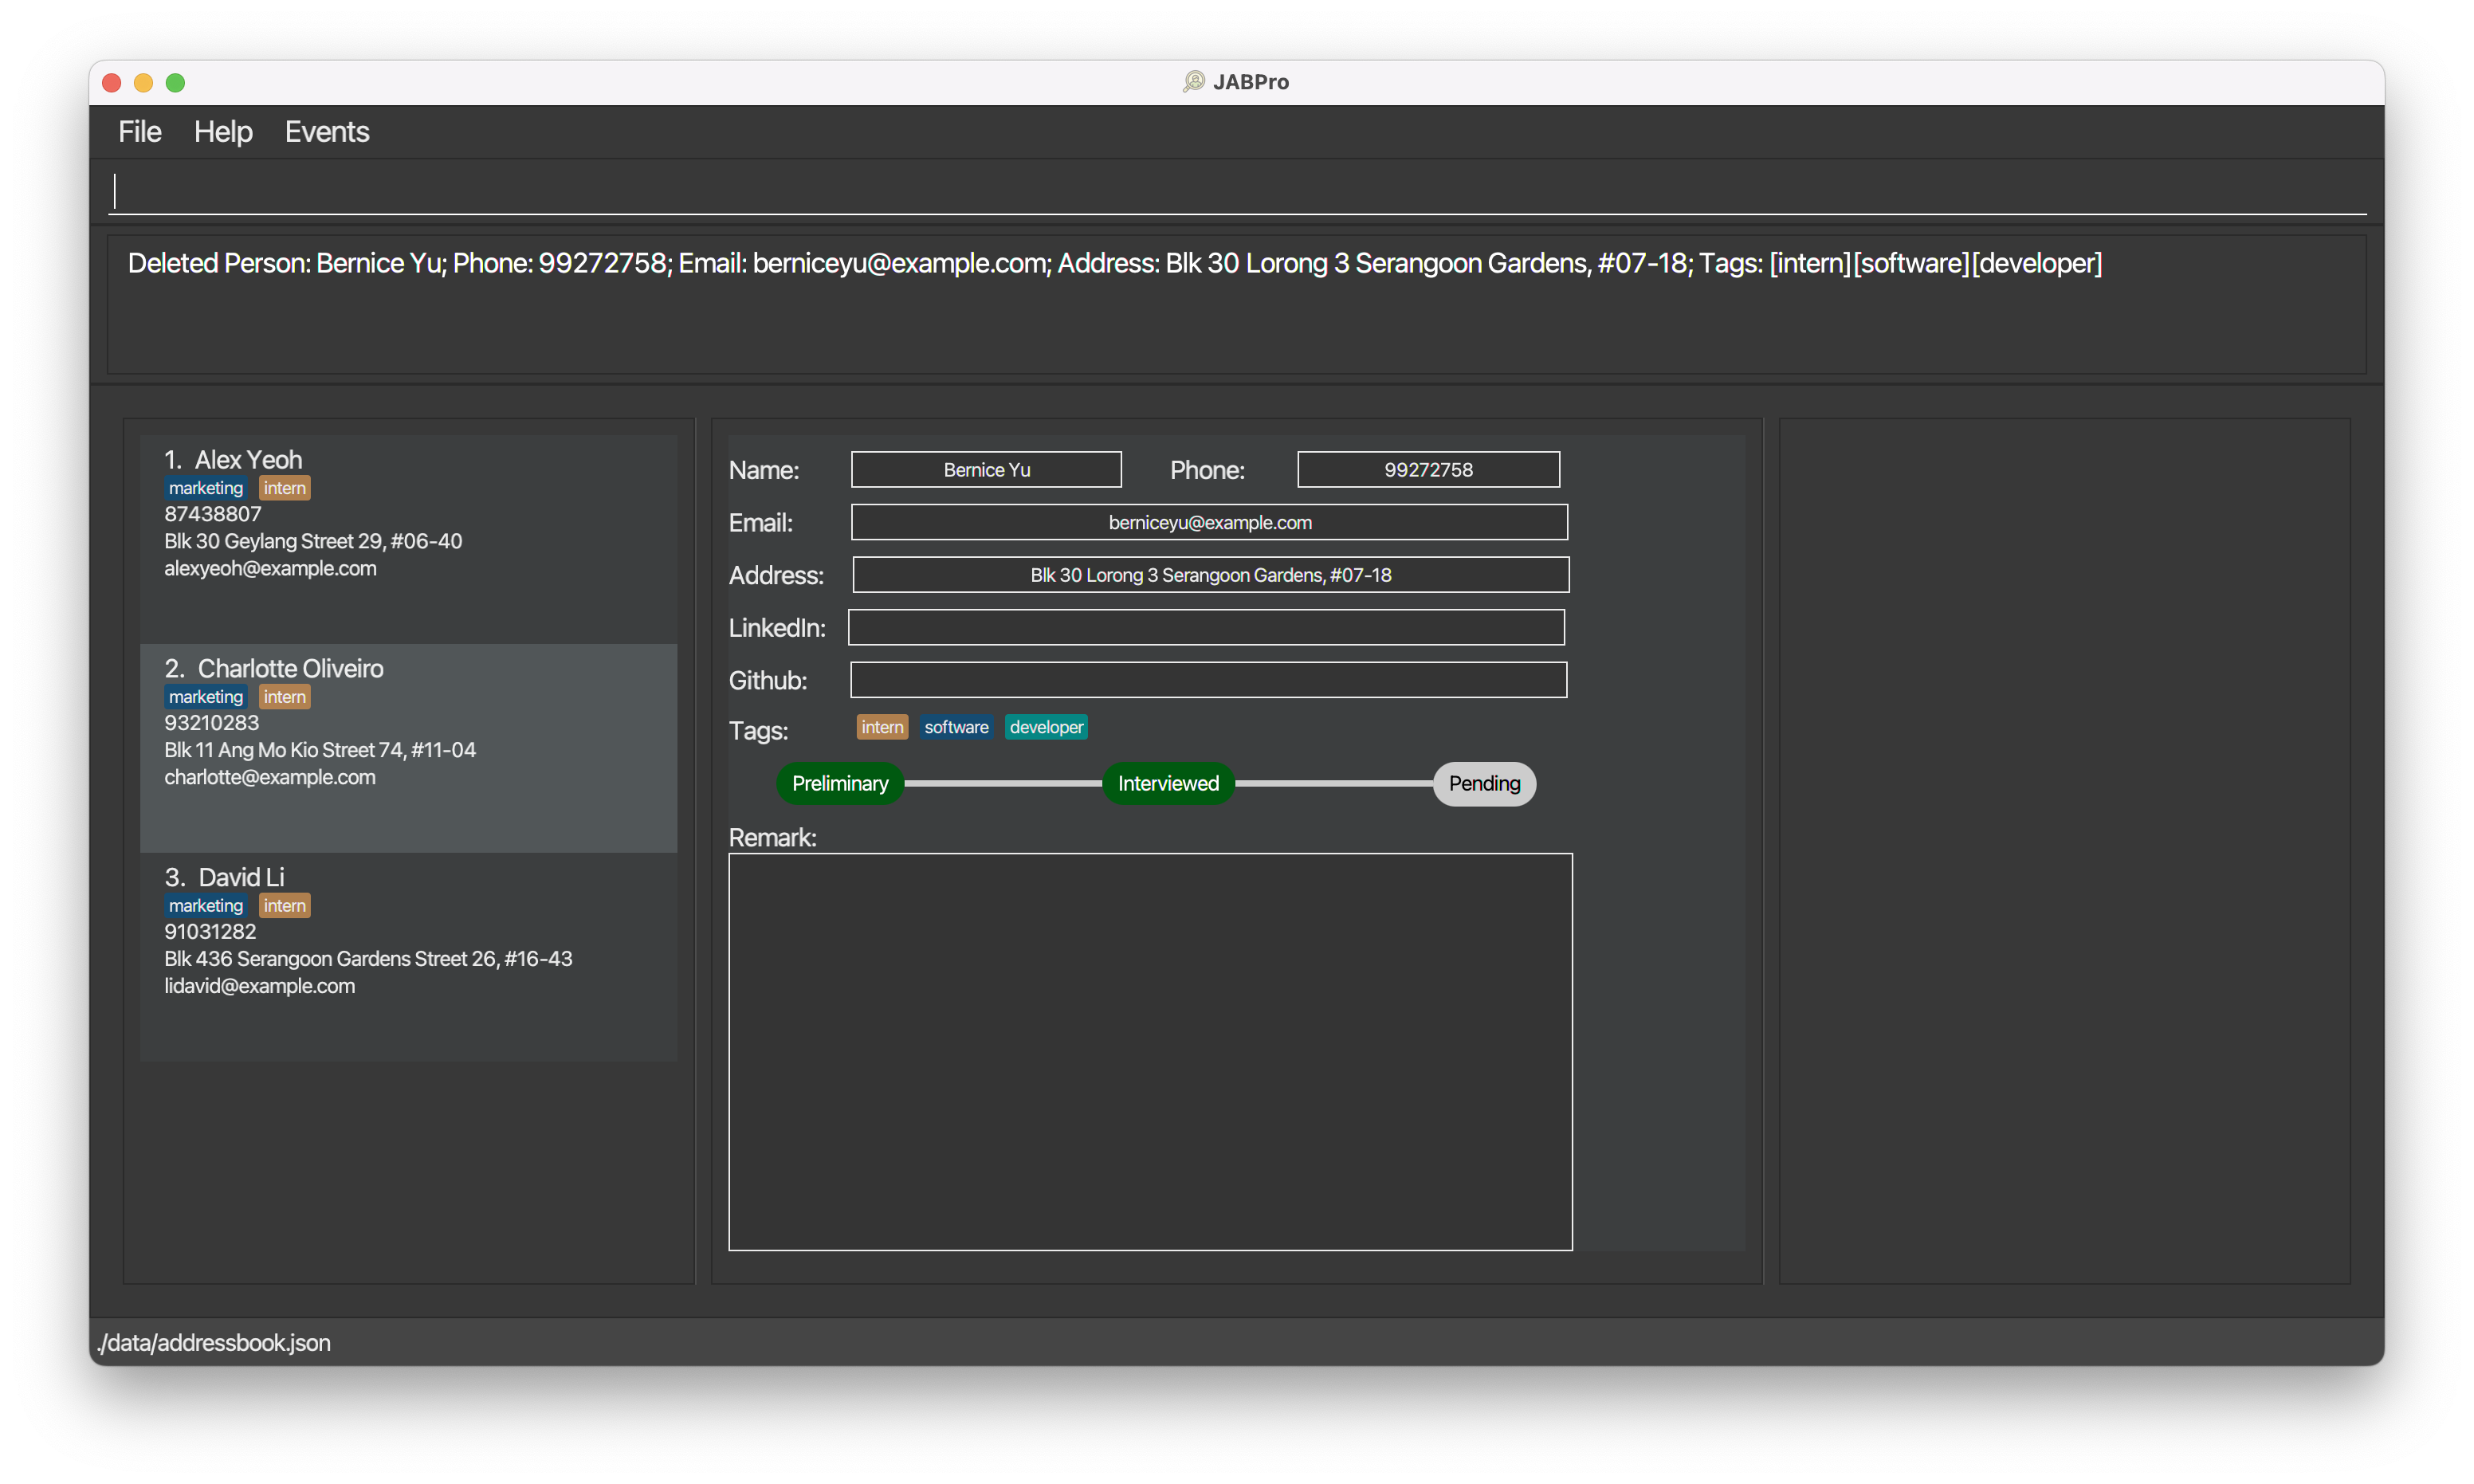 JABPro
File Help Events
Deleted Person: Bernice Yu; Phone: 99272758; Email: berniceyu@example.com; Address: Blk 30 Lorong 3 Serangoon Gardens, #07-18; Tags: [intern][software][developer]
1. Alex Yeoh
marketing intern
87438807
Blk 30 Geylang Street 29, #06-40
alexyeoh@example.com
2. Charlotte Oliveiro
marketing intern
93210283
Blk 11 Ang Mo Kio Street 74, #11-04
charlotte@example.com
3. David Li
marketing intern
91031282
Blk 436 Serangoon Gardens Street 26, #16-43
lidavid@example.com
Name: Bernice Yu Phone: 99272758
Email: berniceyu@example.com
Address: Blk 30 Lorong 3 Serangoon Gardens, #07-18
LinkedIn:
Github:
Tags: intern software developer
Preliminary Interviewed Pending
Remark:
./data/addressbook.json